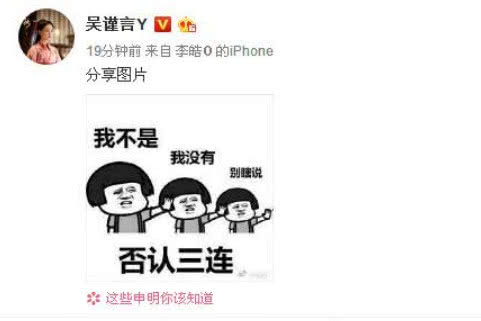 吴谨言Y
19分钟前 来自 李皓O 的iPhone
分享图片
我不是
我没有
别瞎说
否认三连
这些申明你该知道